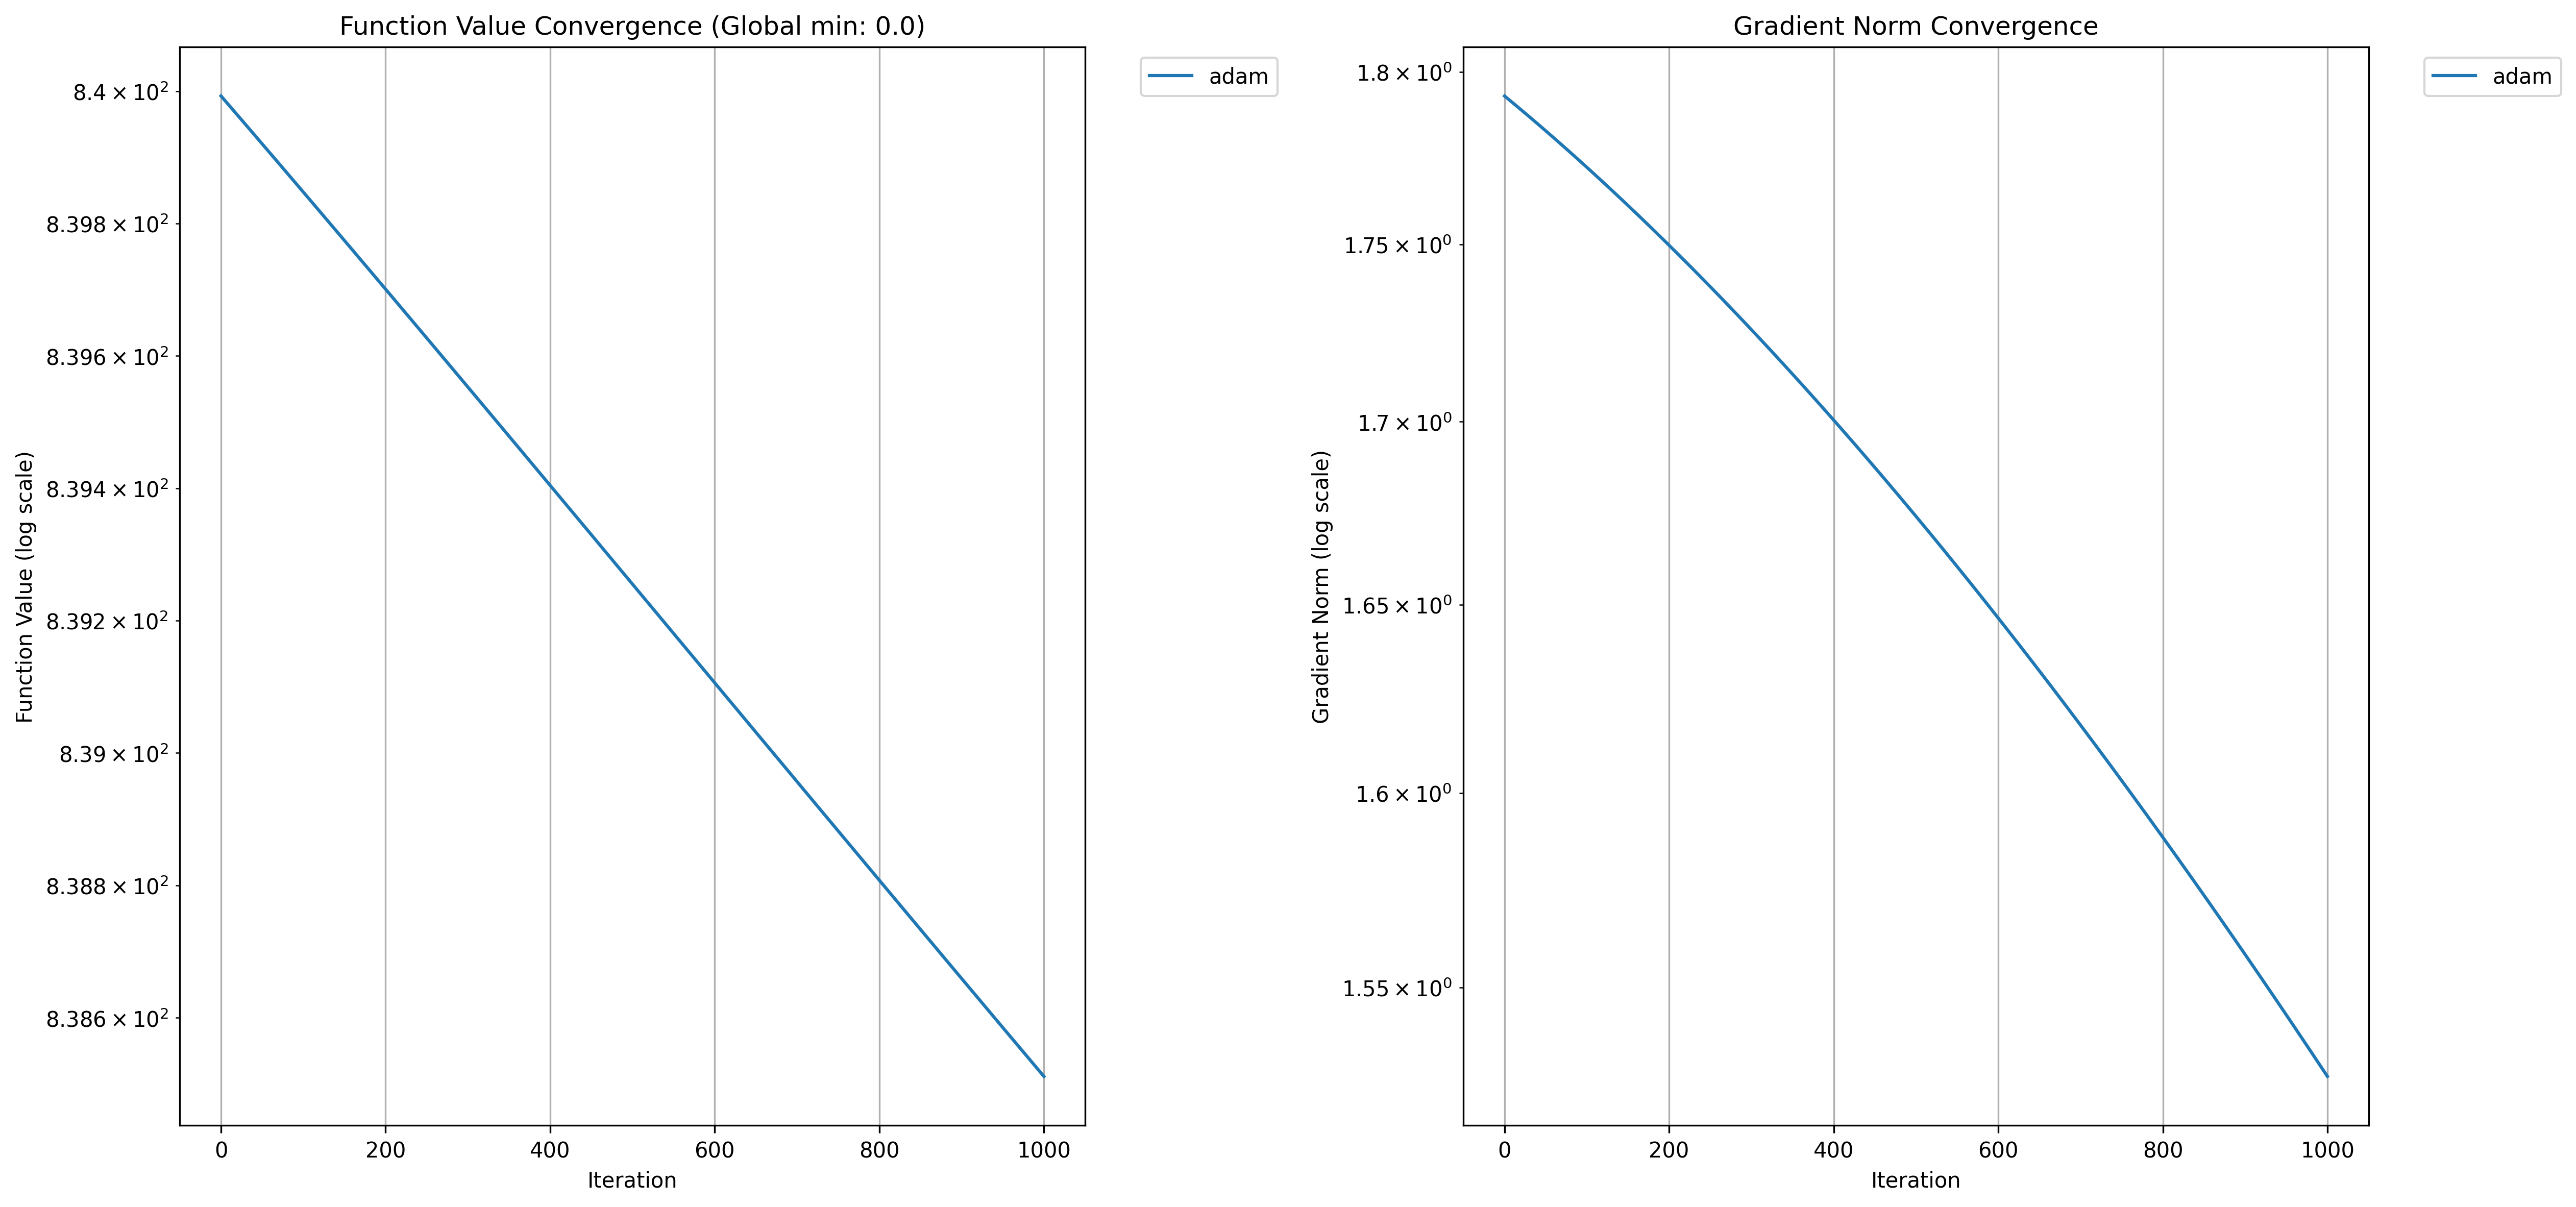 Function Value Convergence (Global min: 0.0)
Function Value (log scale)
8.4 × 10²
8.398 × 10²
8.396 × 10²
8.394 × 10²
8.392 × 10²
8.39 × 10²
8.388 × 10²
8.386 × 10²
0 200 400 600 800 1000
Iteration
adam
Gradient Norm Convergence
Gradient Norm (log scale)
1.8 × 10⁰
1.75 × 10⁰
1.7 × 10⁰
1.65 × 10⁰
1.6 × 10⁰
1.55 × 10⁰
0 200 400 600 800 1000
Iteration
adam